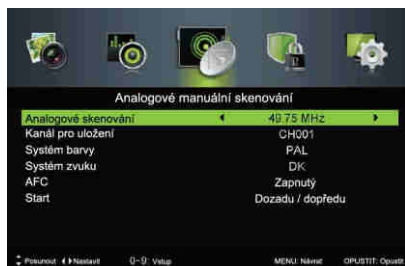 Analogové manuální skenování
Analogové skenování 49.75 MHz
Kanál pro uložení CH001
Systém barvy PAL
Systém zvuku DK
AFC Zapnutý
Start Dozadu / dopředu
Posunout Nastavit 0~9: Vstup MENU: Návrat OPUSTIT: Opustit